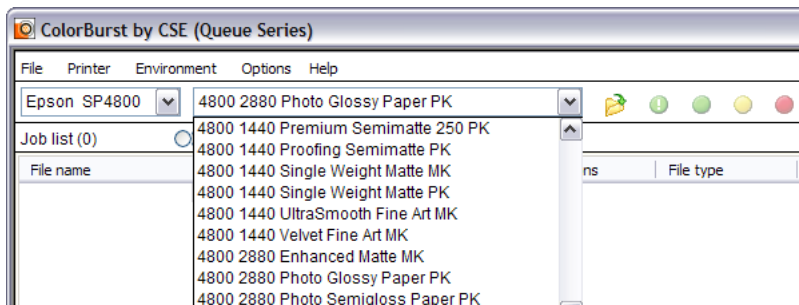 ColorBurst by CSE (Queue Series)
File Printer Environment Options Help
Epson SP4800 4800 2880 Photo Glossy Paper PK
Job list (0)
4800 1440 Premium Semimatte 250 PK
4800 1440 Proofing Semimatte PK
File name ns File type
4800 1440 Single Weight Matte MK
4800 1440 Single Weight Matte PK
4800 1440 UltraSmooth Fine Art MK
4800 1440 Velvet Fine Art MK
4800 2880 Enhanced Matte MK
4800 2880 Photo Glossy Paper PK
4800 2880 Photo Semigloss Paper PK